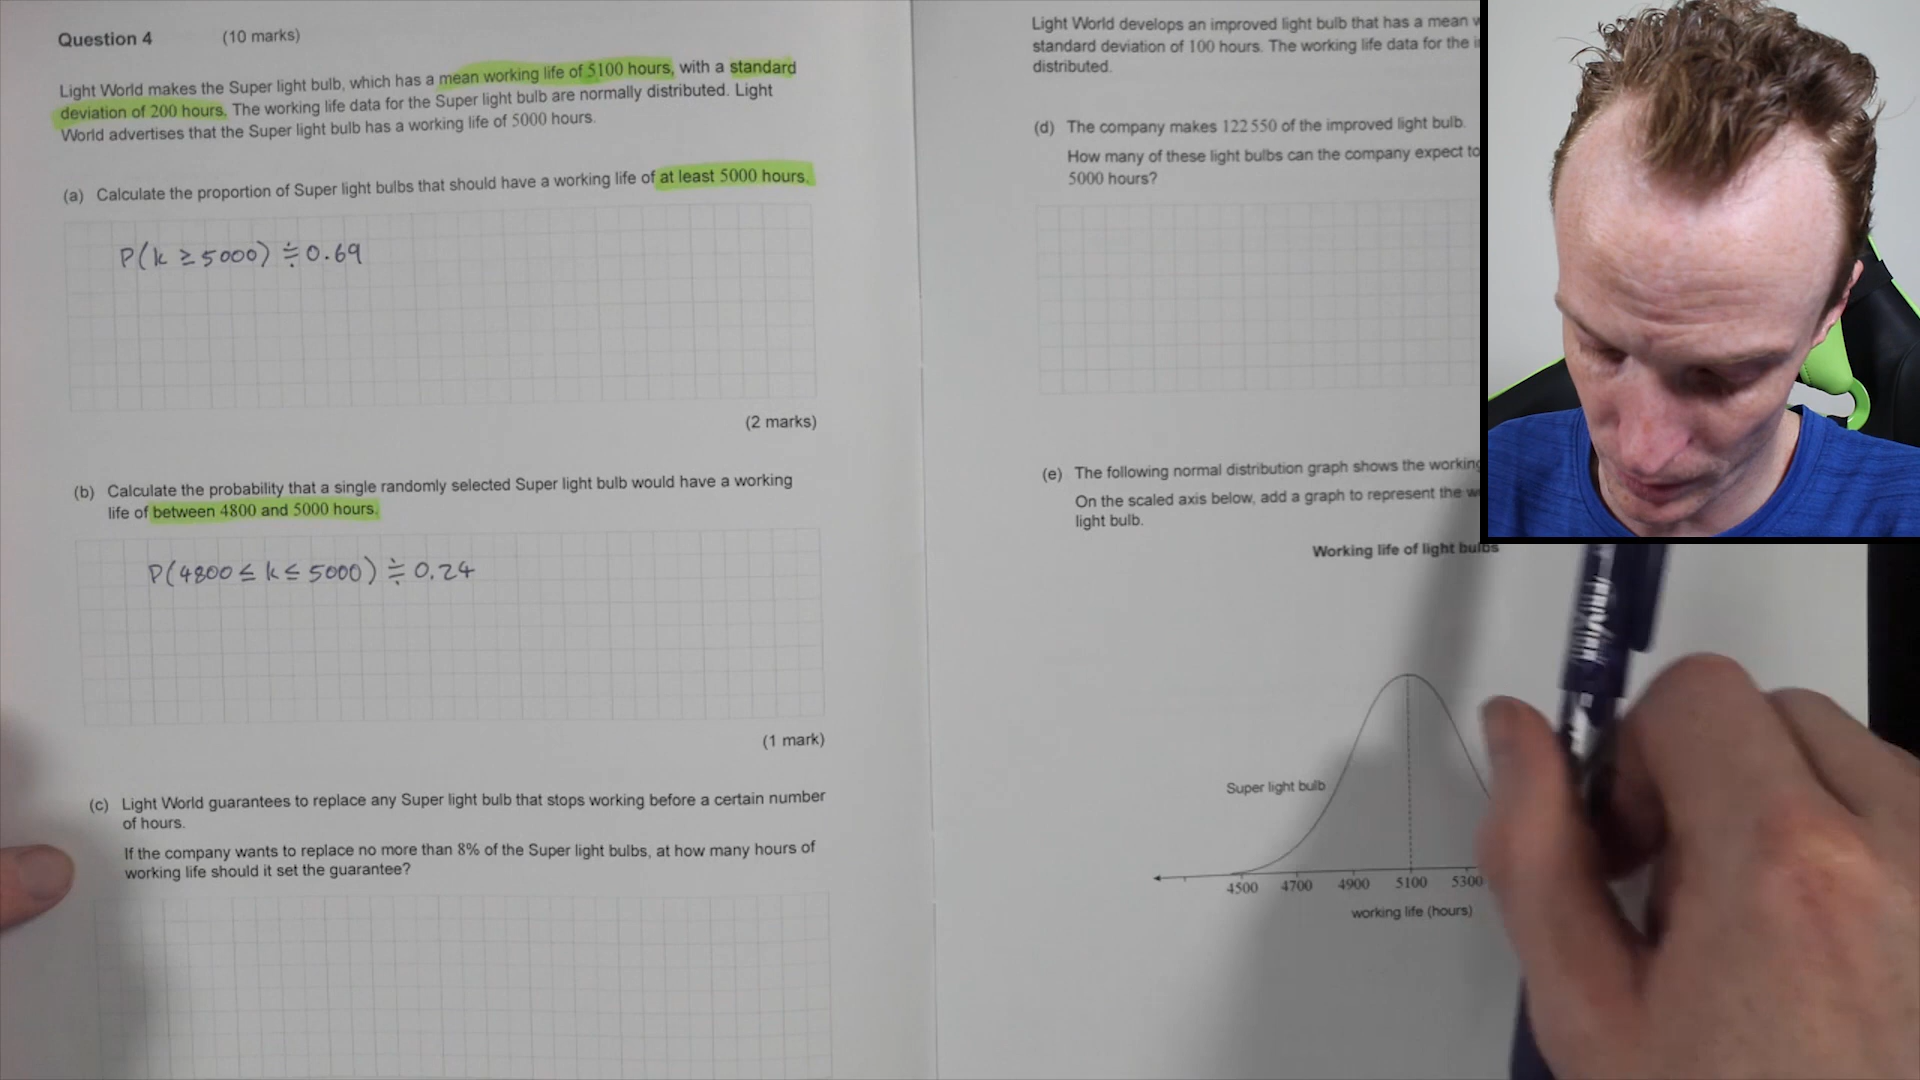 Question 4 (10 marks)
Light World makes the Super light bulb, which has a mean working life of 5100 hours, with a standard
deviation of 200 hours. The working life data for the Super light bulb are normally distributed. Light
World advertises that the Super light bulb has a working life of 5000 hours.
(a) Calculate the proportion of Super light bulbs that should have a working life of at least 5000 hours.
P(k ≥ 5000) ≑ 0.69
(2 marks)
(b) Calculate the probability that a single randomly selected Super light bulb would have a working
life of between 4800 and 5000 hours.
P(4800 ≤ k ≤ 5000) ≑ 0.24
(1 mark)
(c) Light World guarantees to replace any Super light bulb that stops working before a certain number
of hours.
If the company wants to replace no more than 8% of the Super light bulbs, at how many hours of
working life should it set the guarantee?
Light World develops an improved light bulb that has a mean
standard deviation of 100 hours. The working life data for the
distributed.
(d) The company makes 122 550 of the improved light bulb.
How many of these light bulbs can the company expect to
5000 hours?
(e) The following normal distribution graph shows the working
On the scaled axis below, add a graph to represent the
light bulb.
Working life of light bulbs
Super light bulb
4500 4700 4900 5100 5300
working life (hours)